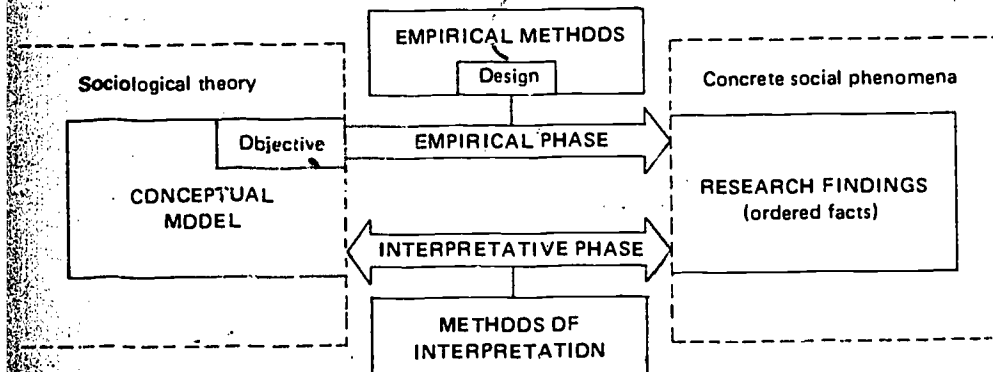 EMPIRICAL METHODS
Design
Sociological theory
Concrete social phenomena
Objective
EMPIRICAL PHASE
CONCEPTUAL
MODEL
RESEARCH FINDINGS
(ordered facts)
INTERPRETATIVE PHASE
METHODS OF
INTERPRETATION